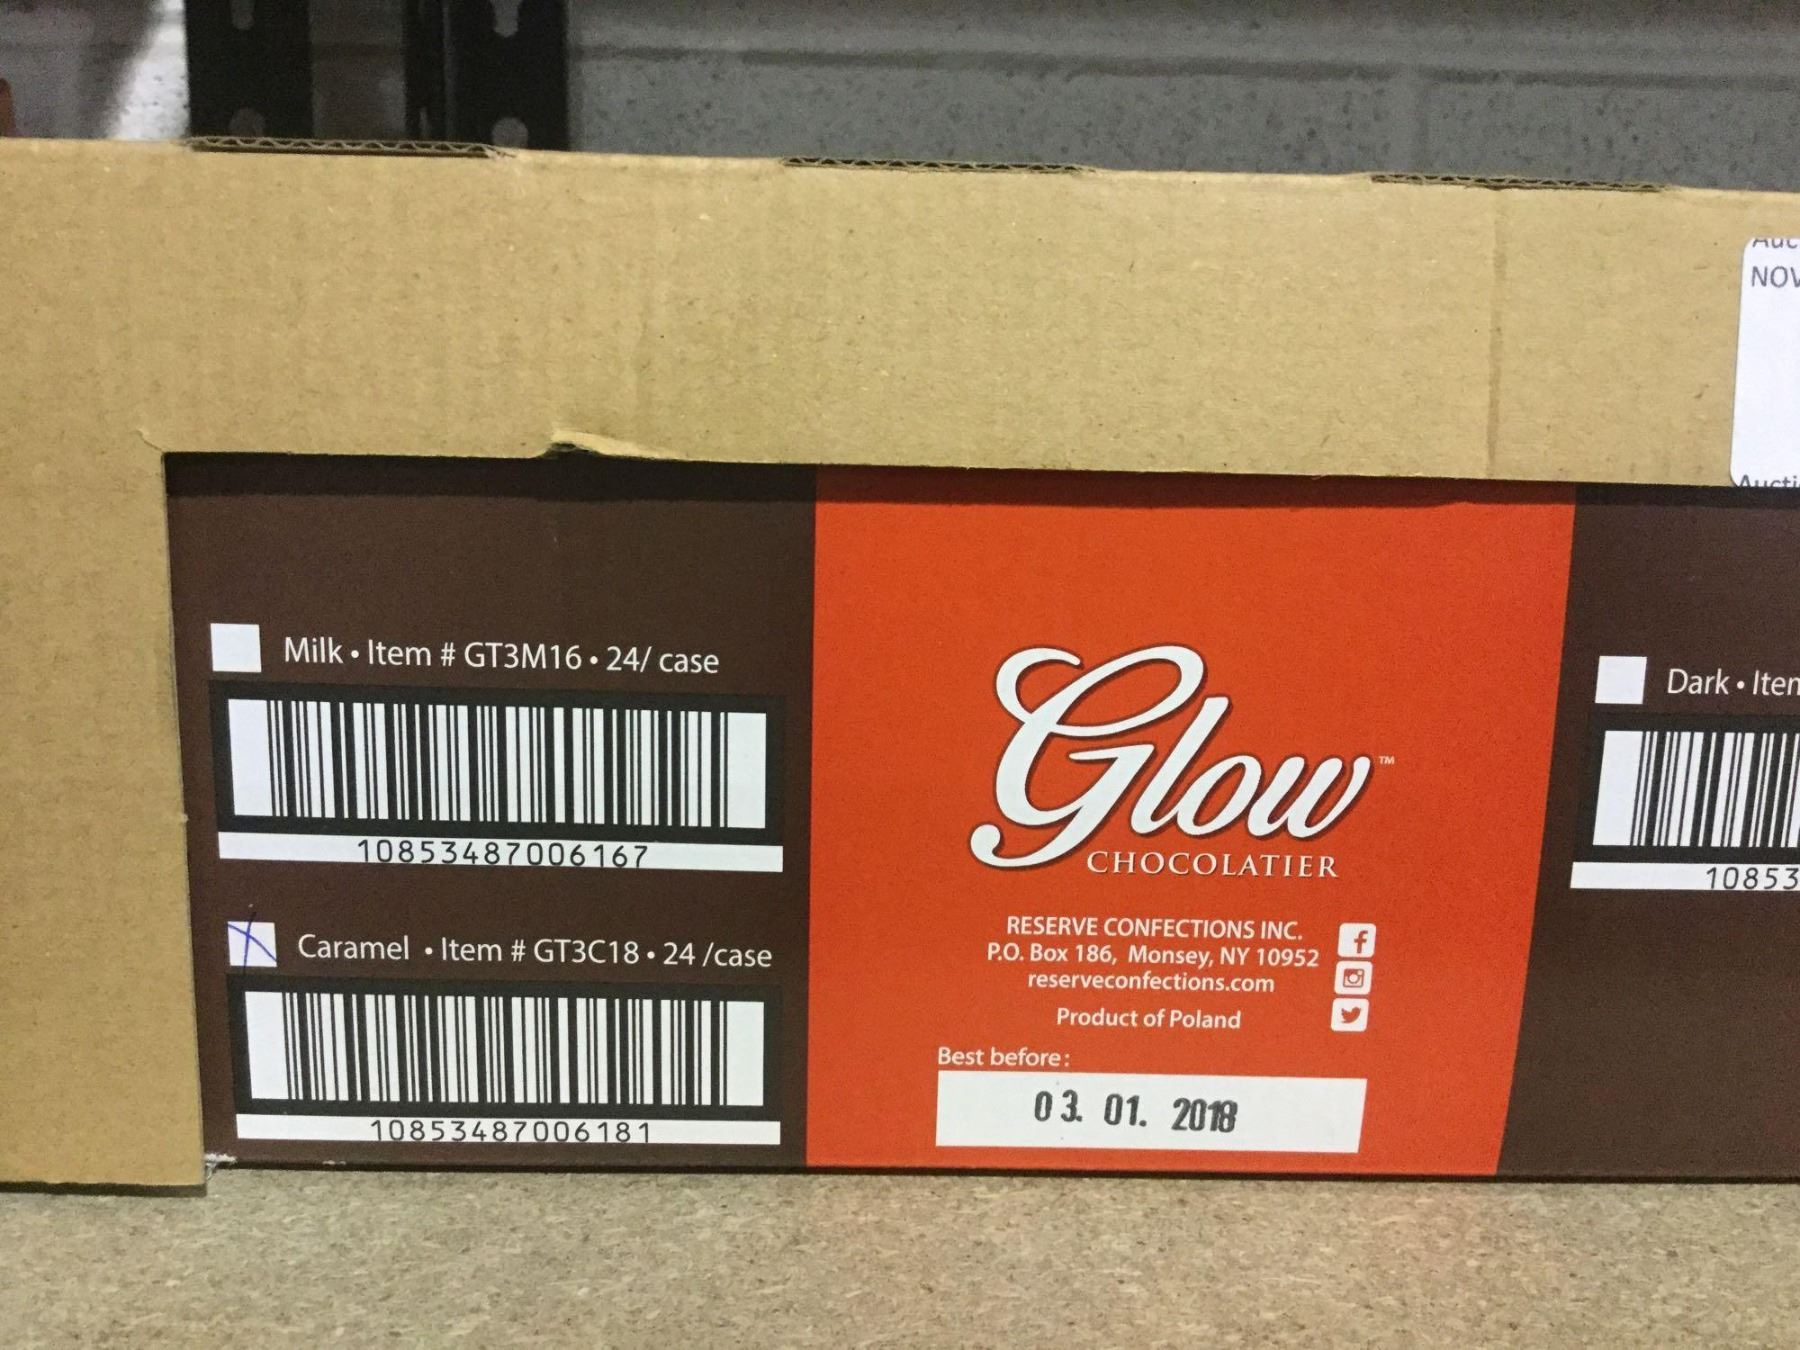 NOV
Milk • Item # GT3M16 • 24/ case
10853487006167
Caramel • Item # GT3C18 • 24 /case
10853487006181
Glow™
CHOCOLATIER
RESERVE CONFECTIONS INC.
P.O. Box 186, Monsey, NY 10952
reserveconfections.com
Product of Poland
Best before:
03. 01. 2018
Dark •
10853